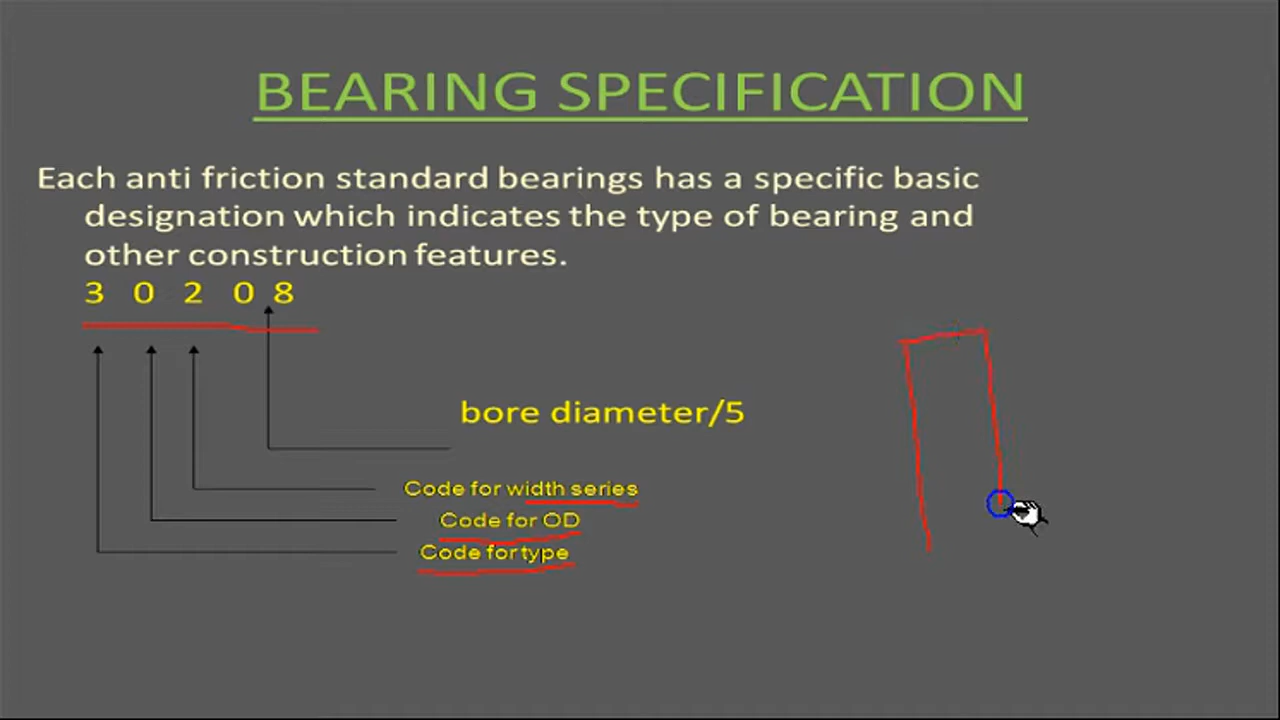 BEARING SPECIFICATION
Each anti friction standard bearings has a specific basic
designation which indicates the type of bearing and
other construction features.
3 0 2 0 8
bore diameter/5
Code for width series
Code for OD
Code for type